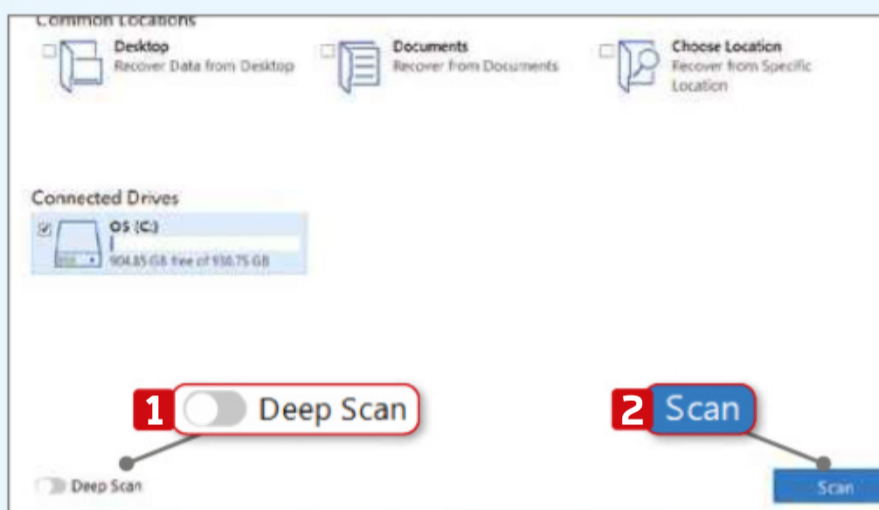 Common Locations
Desktop
Recover Data from Desktop
Documents
Recover from Documents
Choose Location
Recover from Specific
Location
Connected Drives
OS (C:)
904.85 GB free of 930.75 GB
1 Deep Scan
2 Scan
Deep Scan
Scan